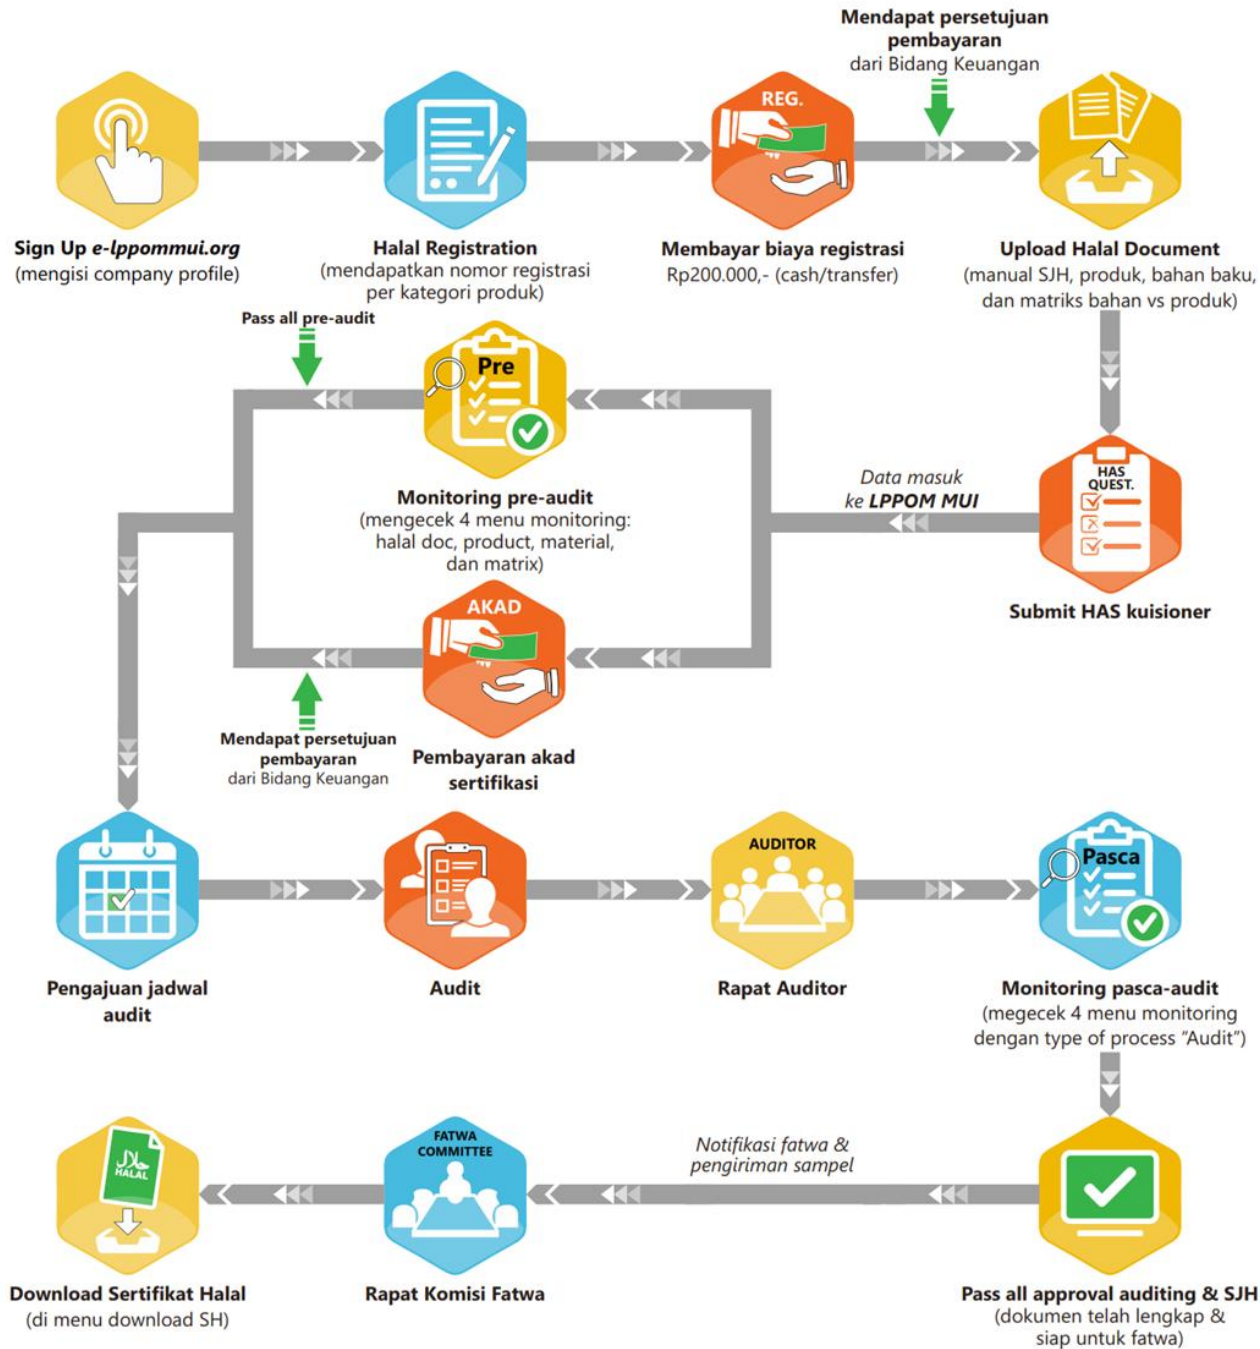 Mendapat persetujuan
pembayaran
dari Bidang Keuangan
REG.
Sign Up e-lppommui.org
(mengisi company profile)
Halal Registration
(mendapatkan nomor registrasi
per kategori produk)
Membayar biaya registrasi
Rp200.000,- (cash/transfer)
Upload Halal Document
(manual SJH, produk, bahan baku,
dan matriks bahan vs produk)
Pass all pre-audit
Pre
Monitoring pre-audit
(mengecek 4 menu monitoring:
halal doc, product, material,
dan matrix)
Data masuk
ke LPPOM MUI
HAS
QUEST.
Submit HAS kuisioner
AKAD
Mendapat persetujuan
pembayaran
dari Bidang Keuangan
Pembayaran akad
sertifikasi
Pengajuan jadwal
audit
Audit
AUDITOR
Rapat Auditor
Pasca
Monitoring pasca-audit
(megecek 4 menu monitoring
dengan type of process "Audit")
حلال
HALAL
Download Sertifikat Halal
(di menu download SH)
FATWA
COMMITTEE
Rapat Komisi Fatwa
Notifikasi fatwa &
pengiriman sampel
Pass all approval auditing & SJH
(dokumen telah lengkap &
siap untuk fatwa)